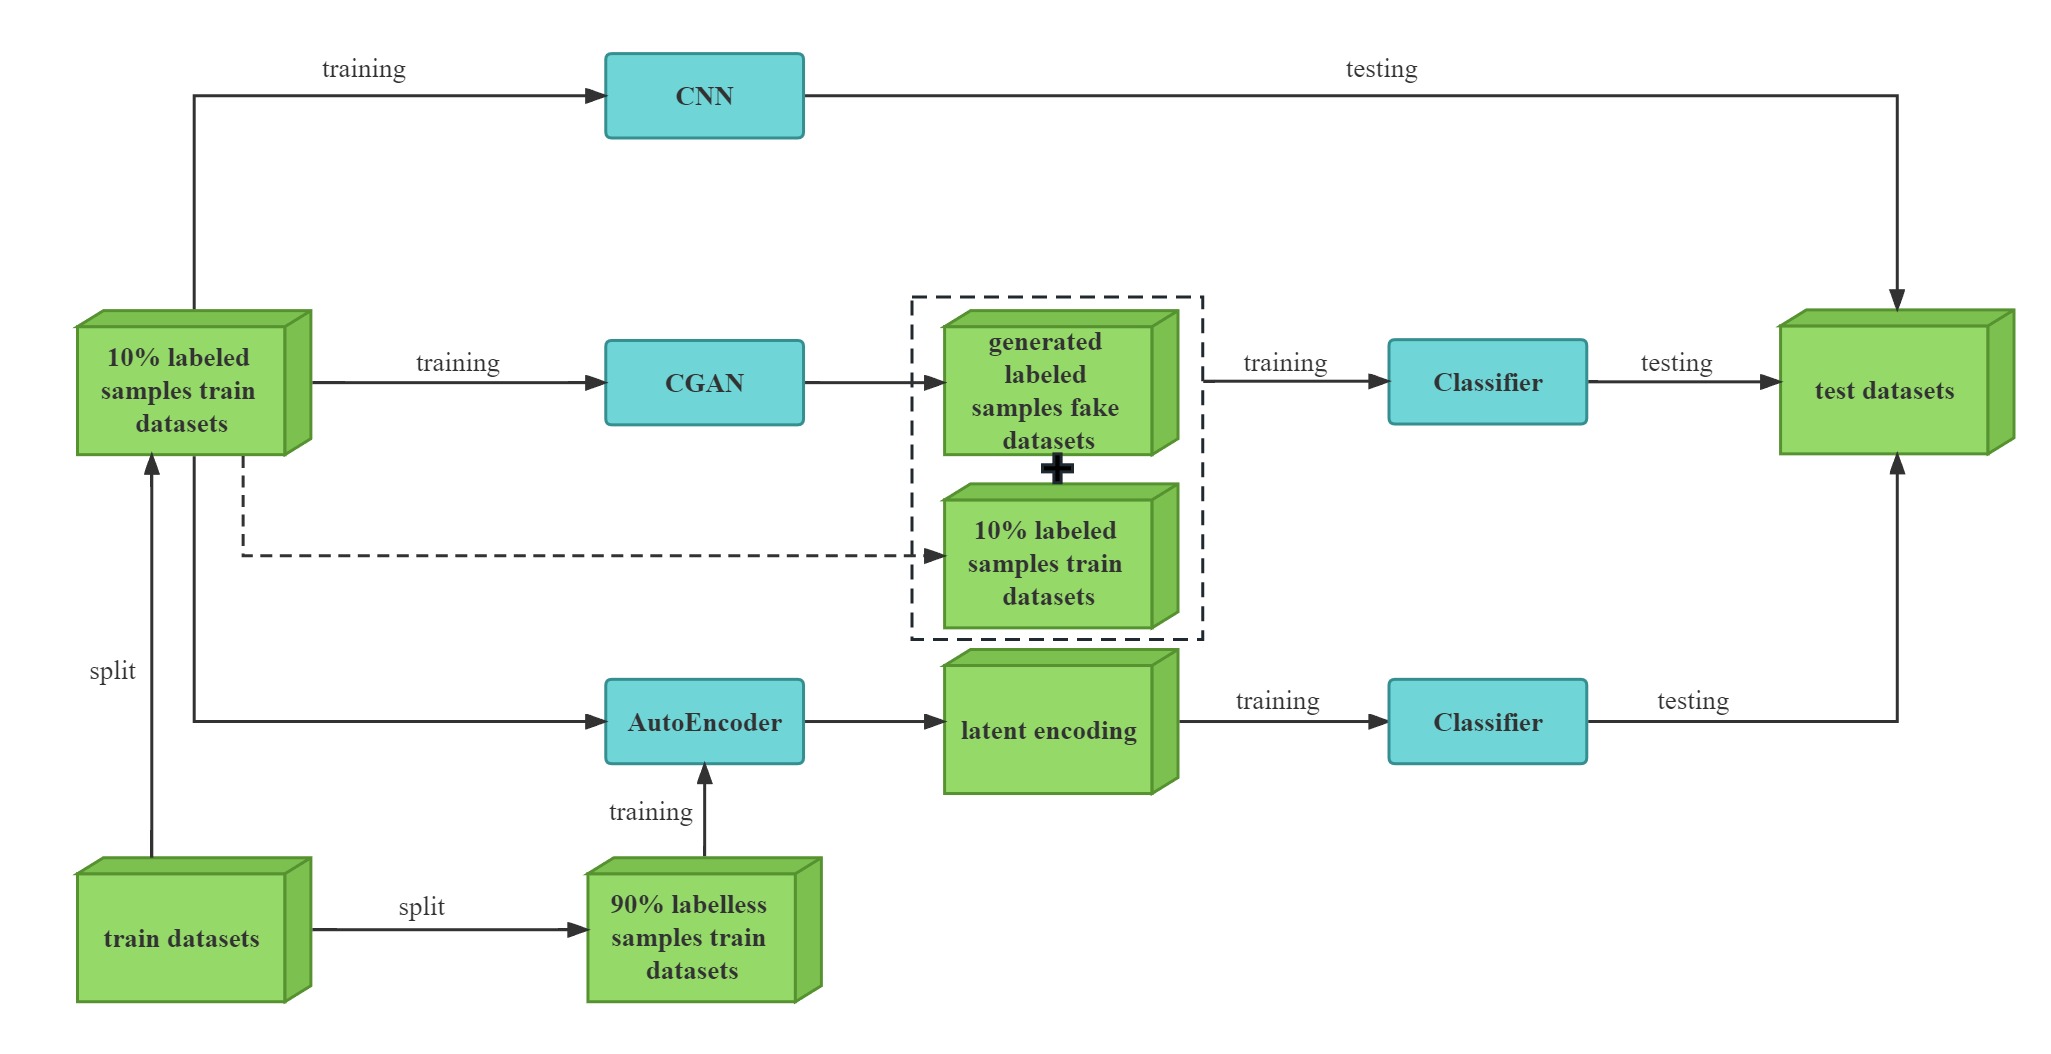 training
CNN
testing
10% labeled
samples train
datasets
training
CGAN
generated
labeled
samples fake
datasets
training
Classifier
testing
test datasets
10% labeled
samples train
datasets
split
AutoEncoder
latent encoding
training
Classifier
testing
training
train datasets
split
90% labelless
samples train
datasets